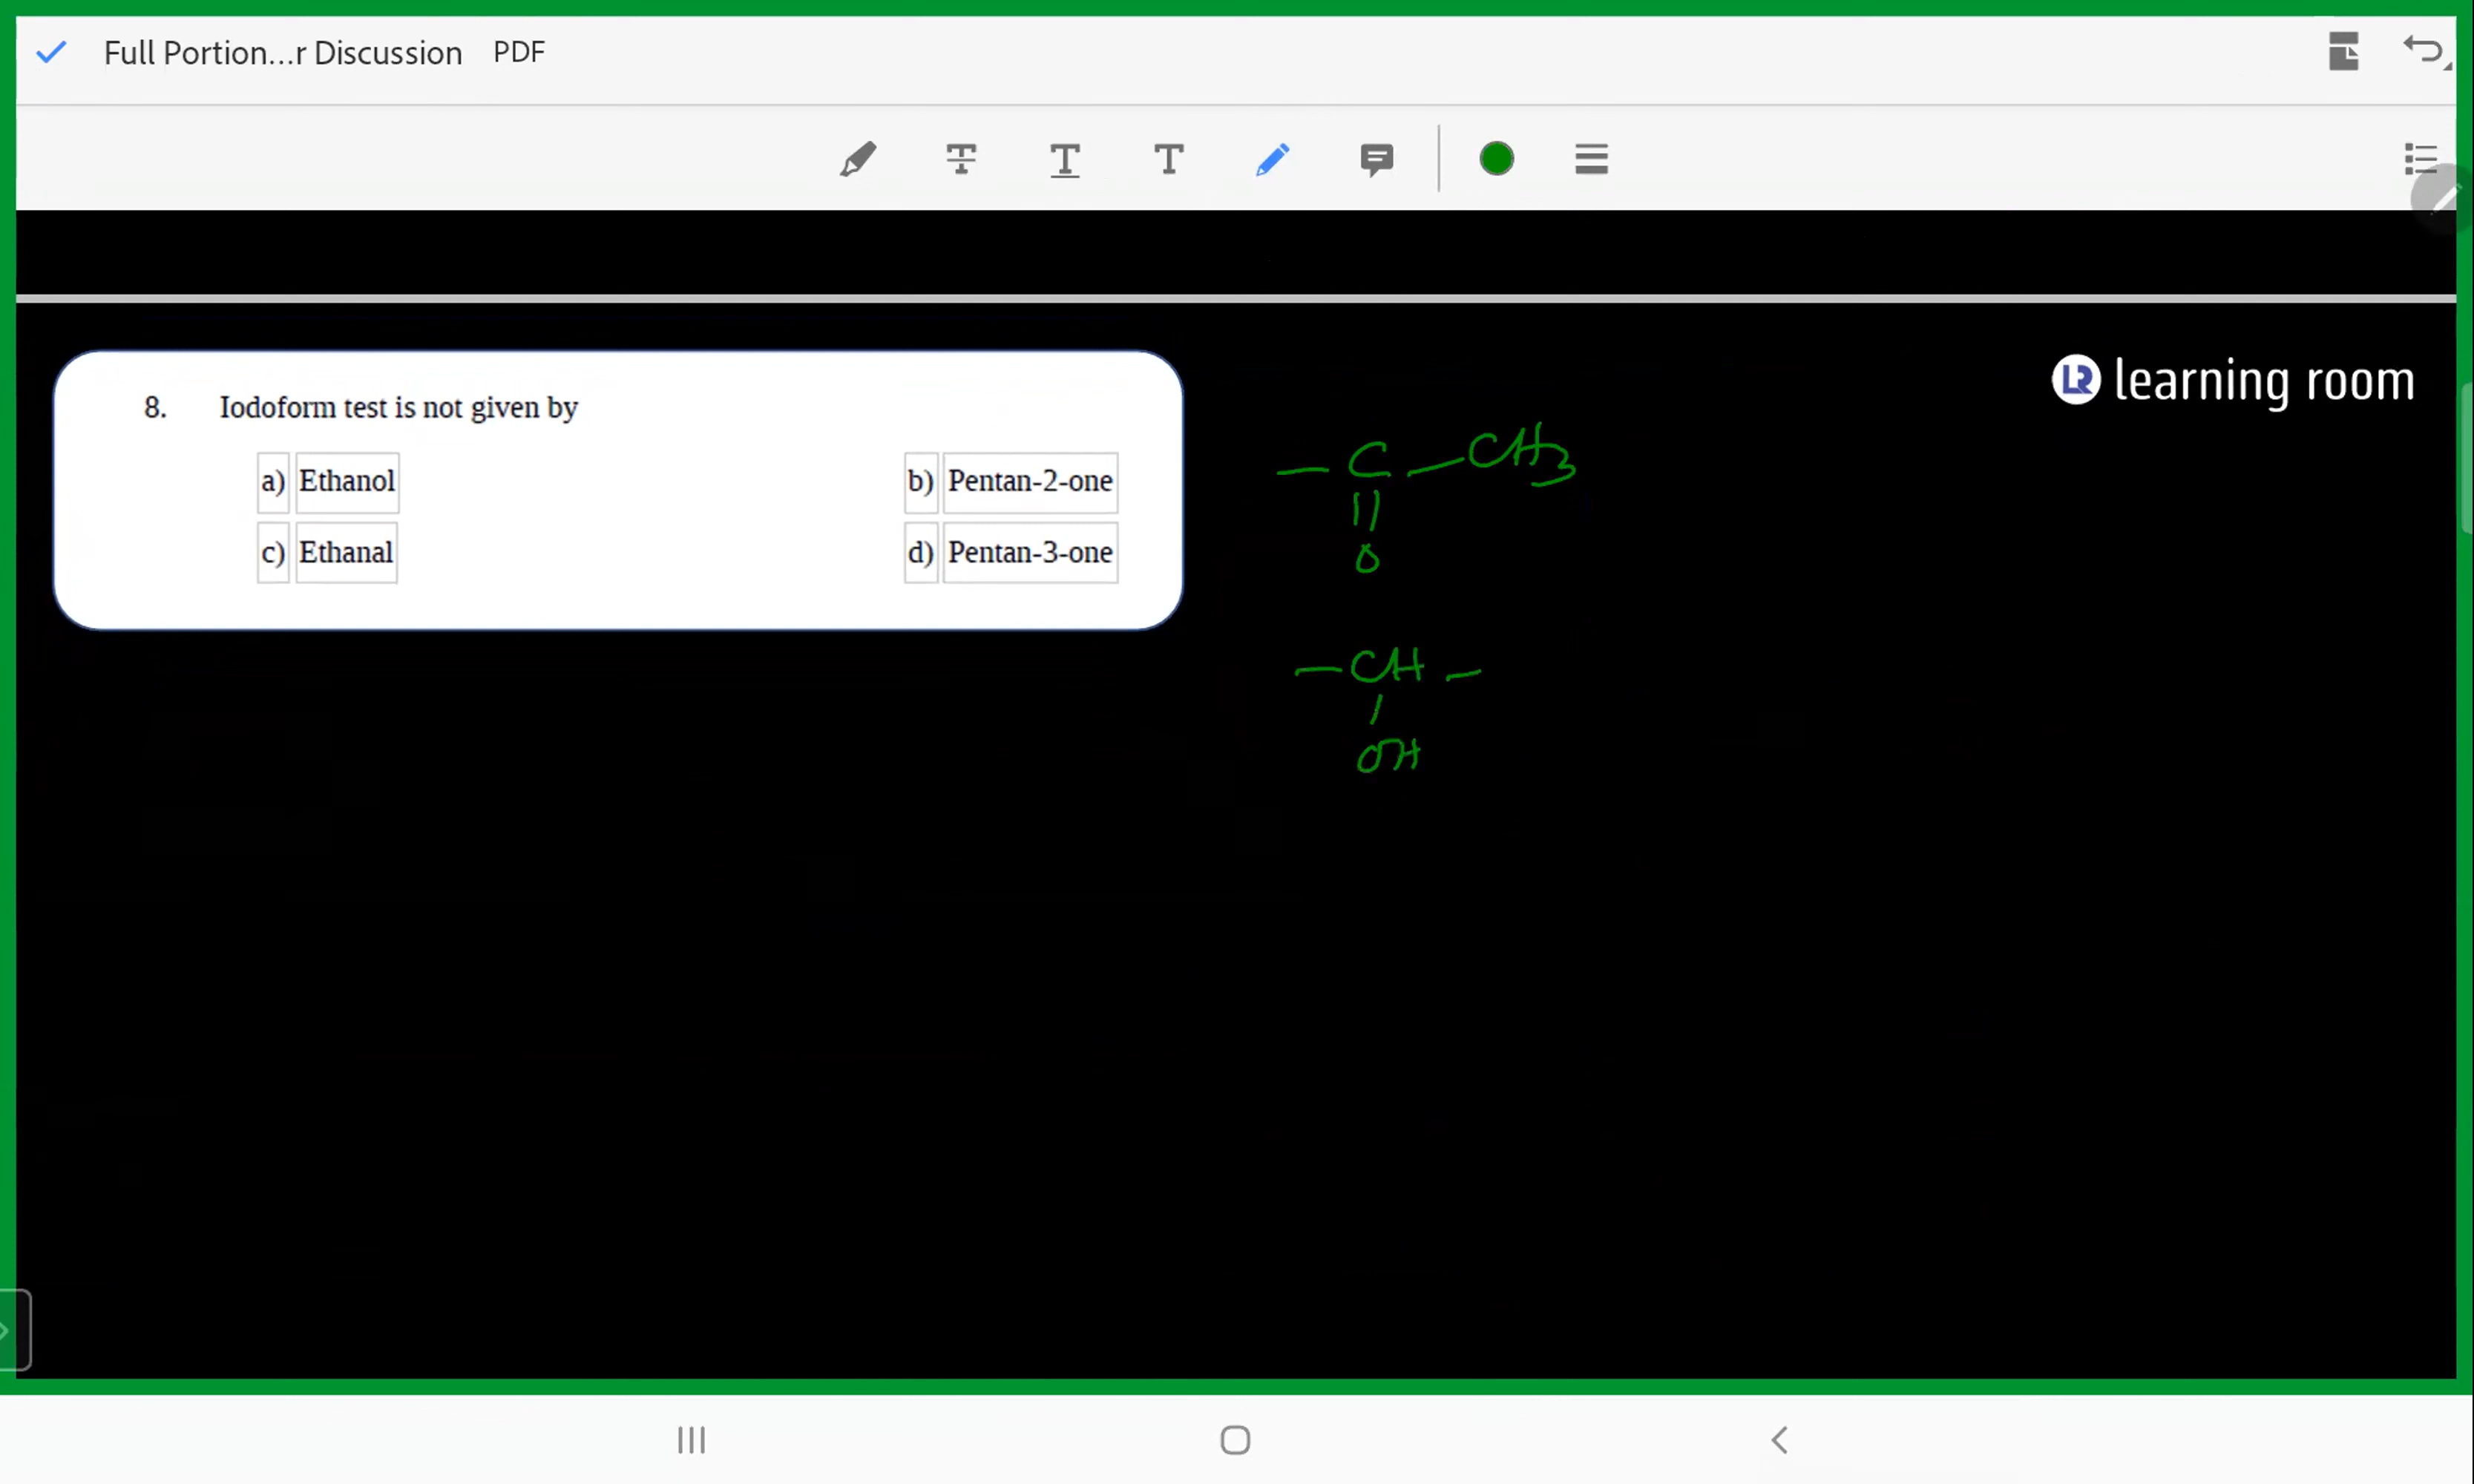 Full Portion...r Discussion PDF
learning room
8. Iodoform test is not given by
a) Ethanol b) Pentan-2-one
c) Ethanal d) Pentan-3-one
— C — CH3
||
O
— CH —
|
OH